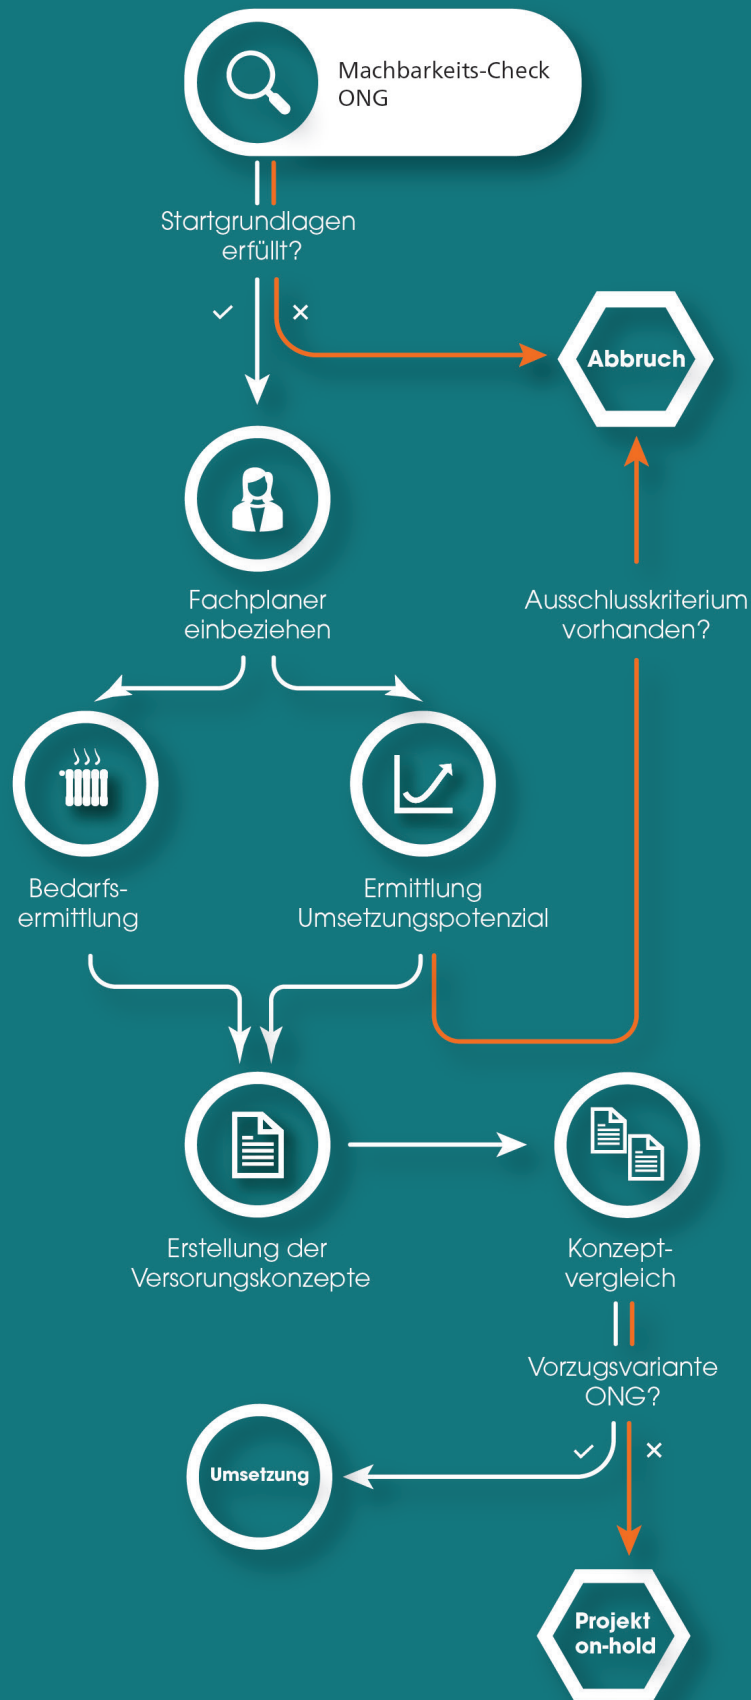 Machbarkeits-Check
ONG
Startgrundlagen
erfüllt?
Abbruch
Fachplaner
einbeziehen
Ausschlusskriterium
vorhanden?
Bedarfs-
ermittlung
Ermittlung
Umsetzungspotenzial
Erstellung der
Versorungskonzepte
Konzept-
vergleich
Vorzugsvariante
ONG?
Umsetzung
Projekt
on-hold